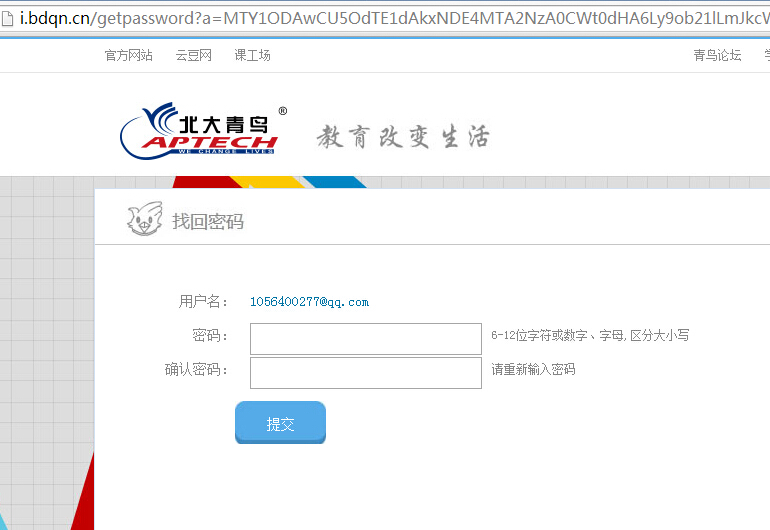 i.bdqn.cn/getpassword?a=MTY1ODAwCU5OdTE1dAkxNDE4MTA2NzA0CWt0dHA6Ly9ob21lLmJkcW
官方网站 云豆网 课工场 青鸟论坛 学
北大青鸟 ®
APTECH
WE CHANGE LIVES
教育改变生活
找回密码
用户名： 1056400277@qq.com
密码： 6-12位字符或数字、字母,区分大小写
确认密码： 请重新输入密码
提交